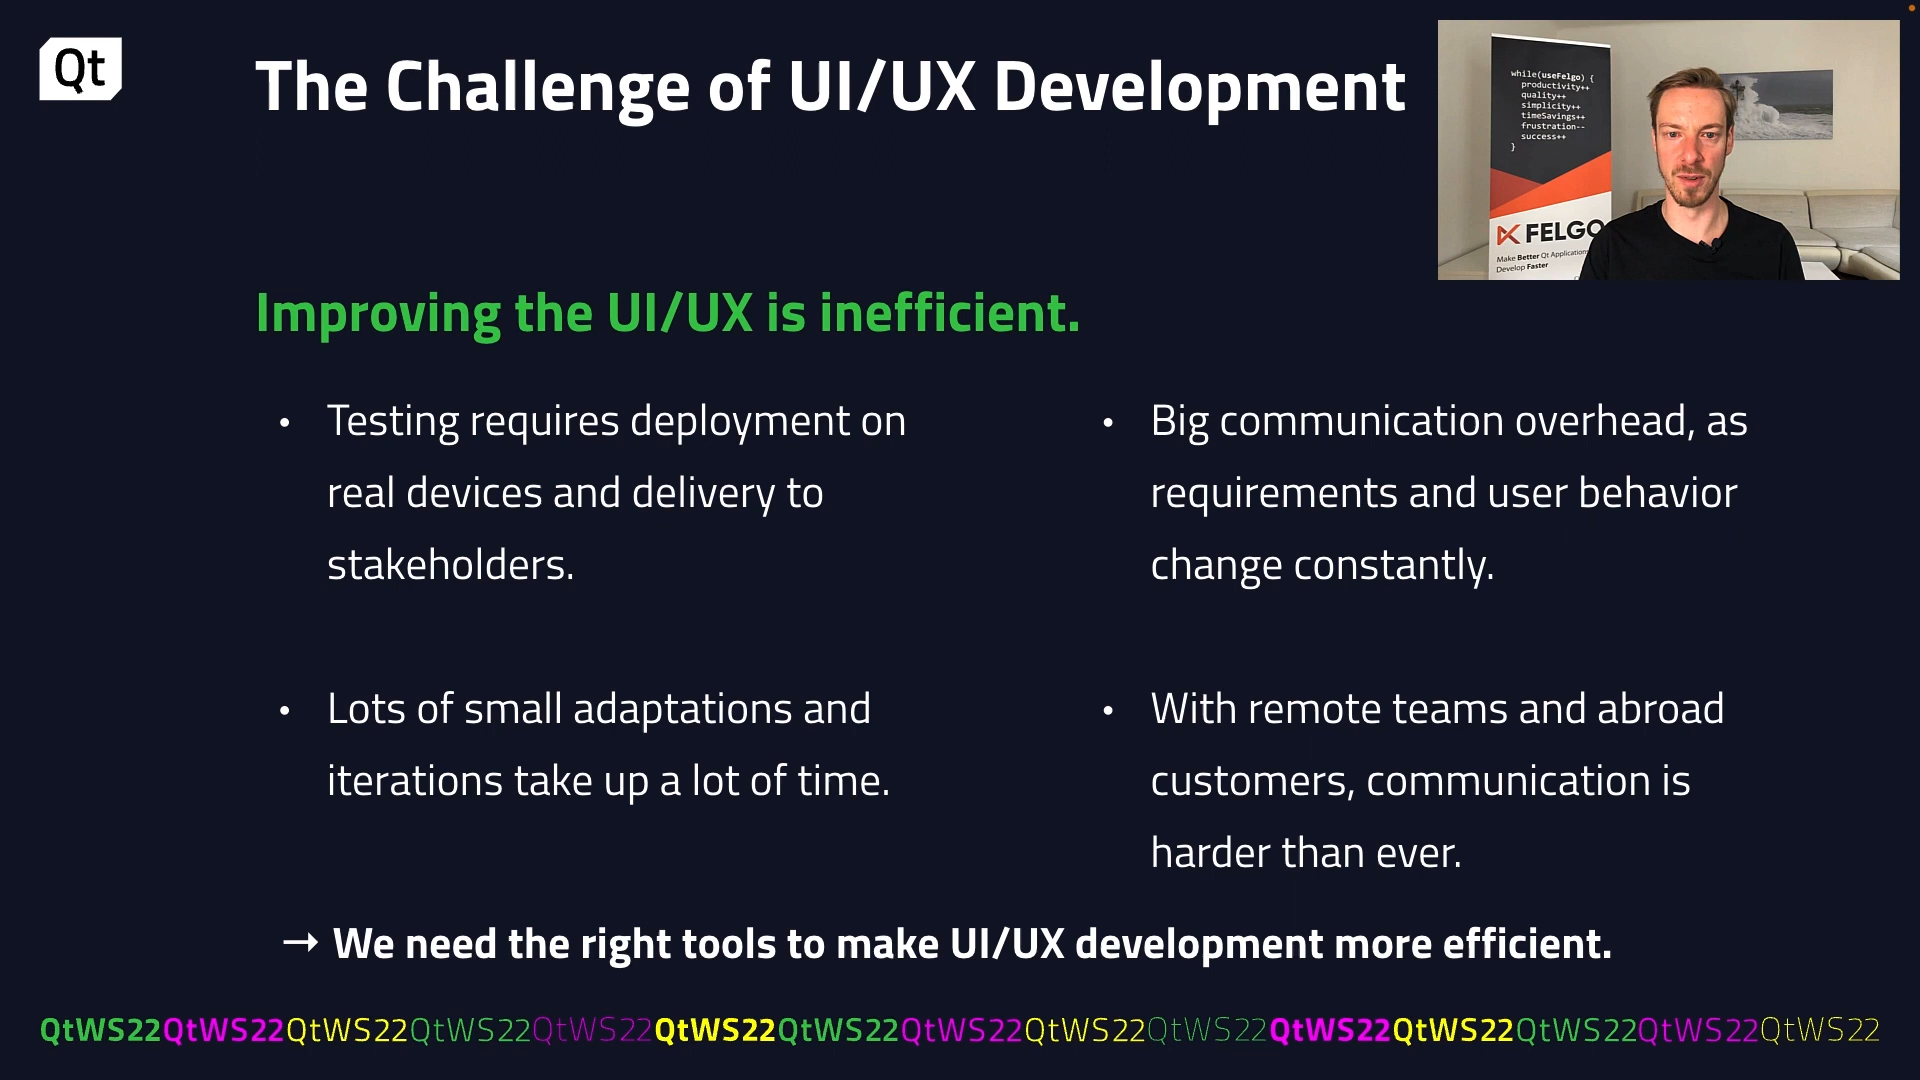 Qt
The Challenge of UI/UX Development
while(useFelgo) {
productivity++
quality++
simplicity++
timeSavings++
frustration--
success++
}
FELGO
Make Better Qt Application
Develop Faster
Improving the UI/UX is inefficient.
• Testing requires deployment on
real devices and delivery to
stakeholders.
• Lots of small adaptations and
iterations take up a lot of time.
• Big communication overhead, as
requirements and user behavior
change constantly.
• With remote teams and abroad
customers, communication is
harder than ever.
→ We need the right tools to make UI/UX development more efficient.
QtWS22QtWS22QtWS22QtWS22QtWS22QtWS22QtWS22QtWS22QtWS22QtWS22QtWS22QtWS22QtWS22QtWS22QtWS22